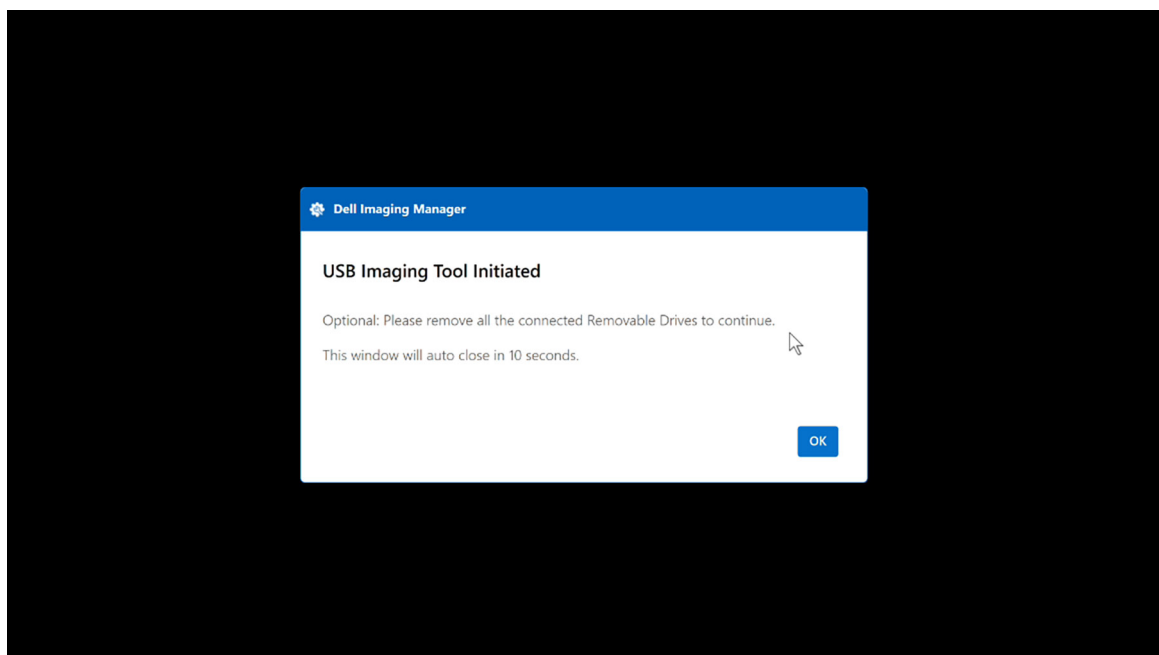 Dell Imaging Manager
USB Imaging Tool Initiated
Optional: Please remove all the connected Removable Drives to continue.
This window will auto close in 10 seconds.
OK